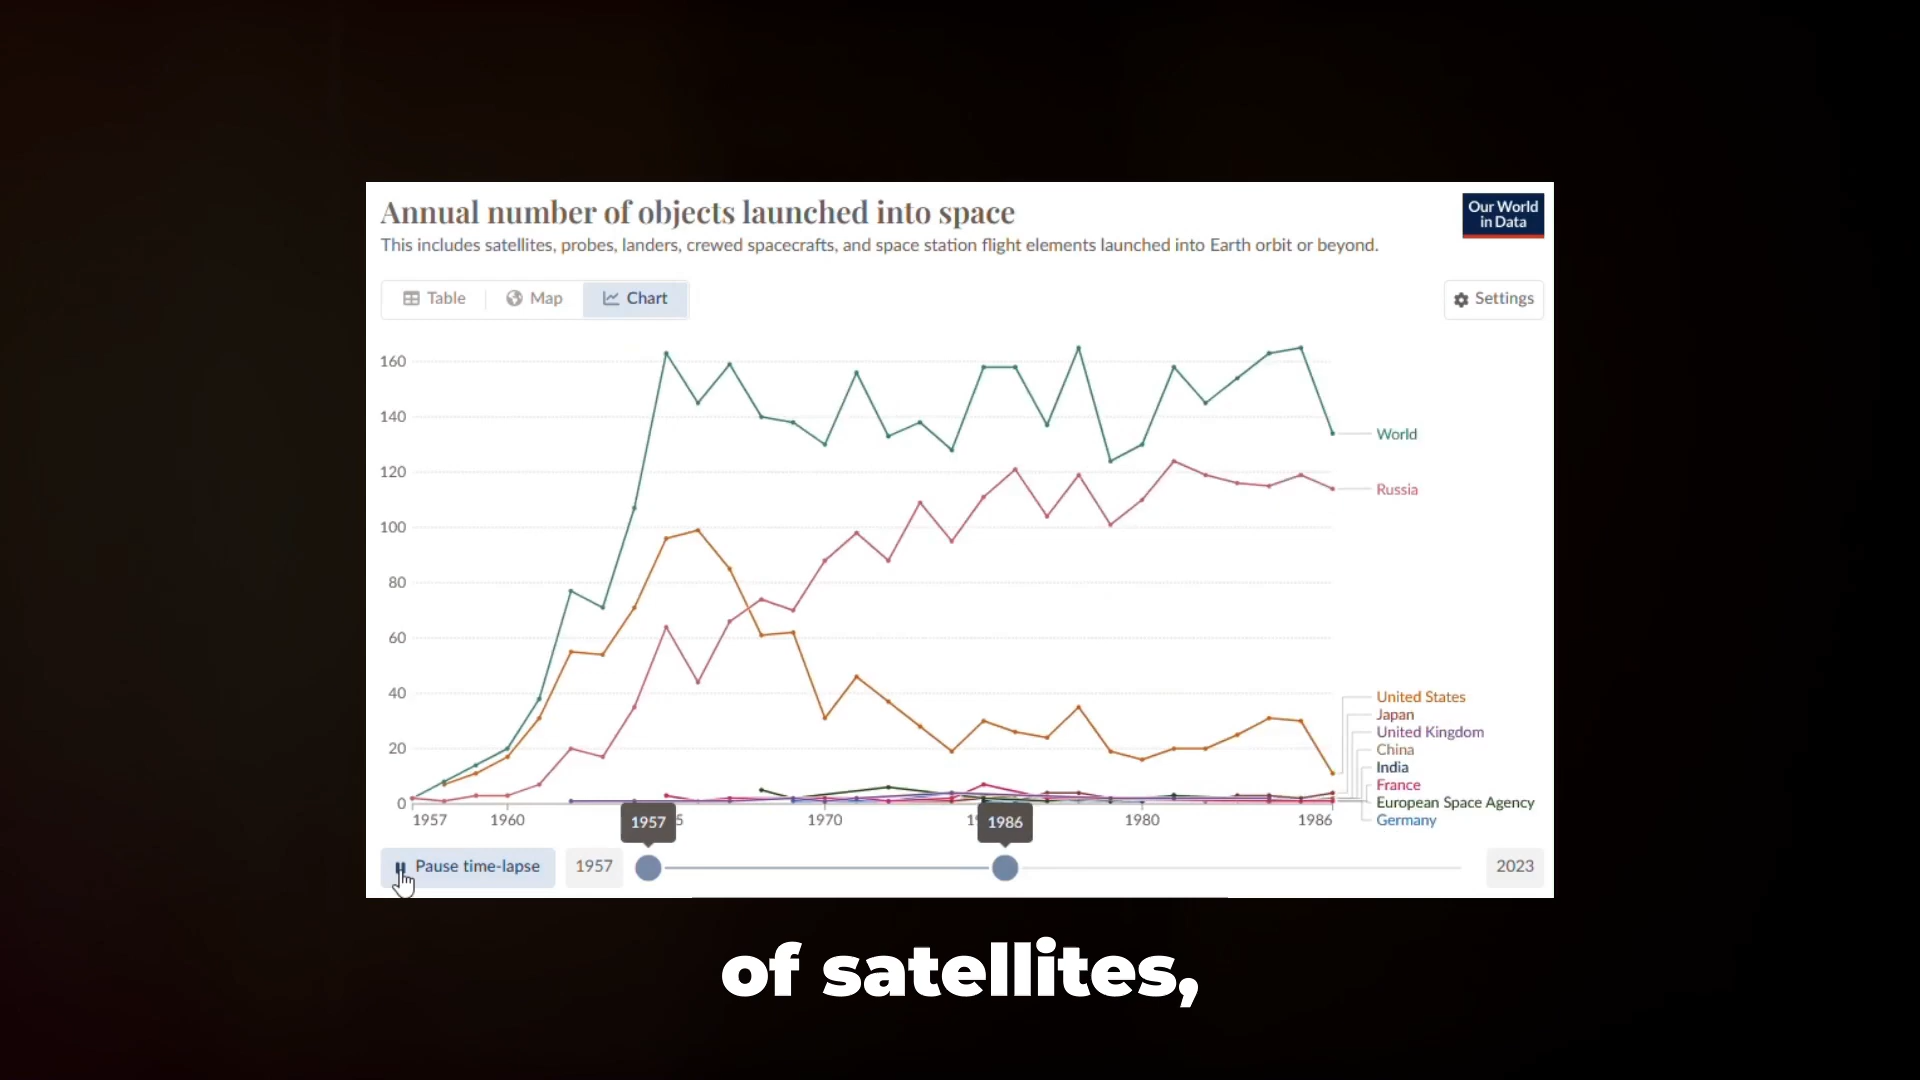 Annual number of objects launched into space
Our World
in Data
This includes satellites, probes, landers, crewed spacecrafts, and space station flight elements launched into Earth orbit or beyond.
Table
Map
Chart
Settings
160
140
120
100
80
60
40
20
0
World
Russia
United States
Japan
United Kingdom
China
India
France
European Space Agency
Germany
1957
1960
1970
1980
1986
1957
1986
Pause time-lapse
1957
2023
of satellites,